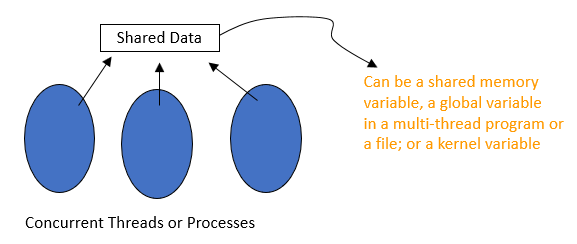 Shared Data
Can be a shared memory
variable, a global variable
in a multi-thread program or
a file; or a kernel variable
Concurrent Threads or Processes